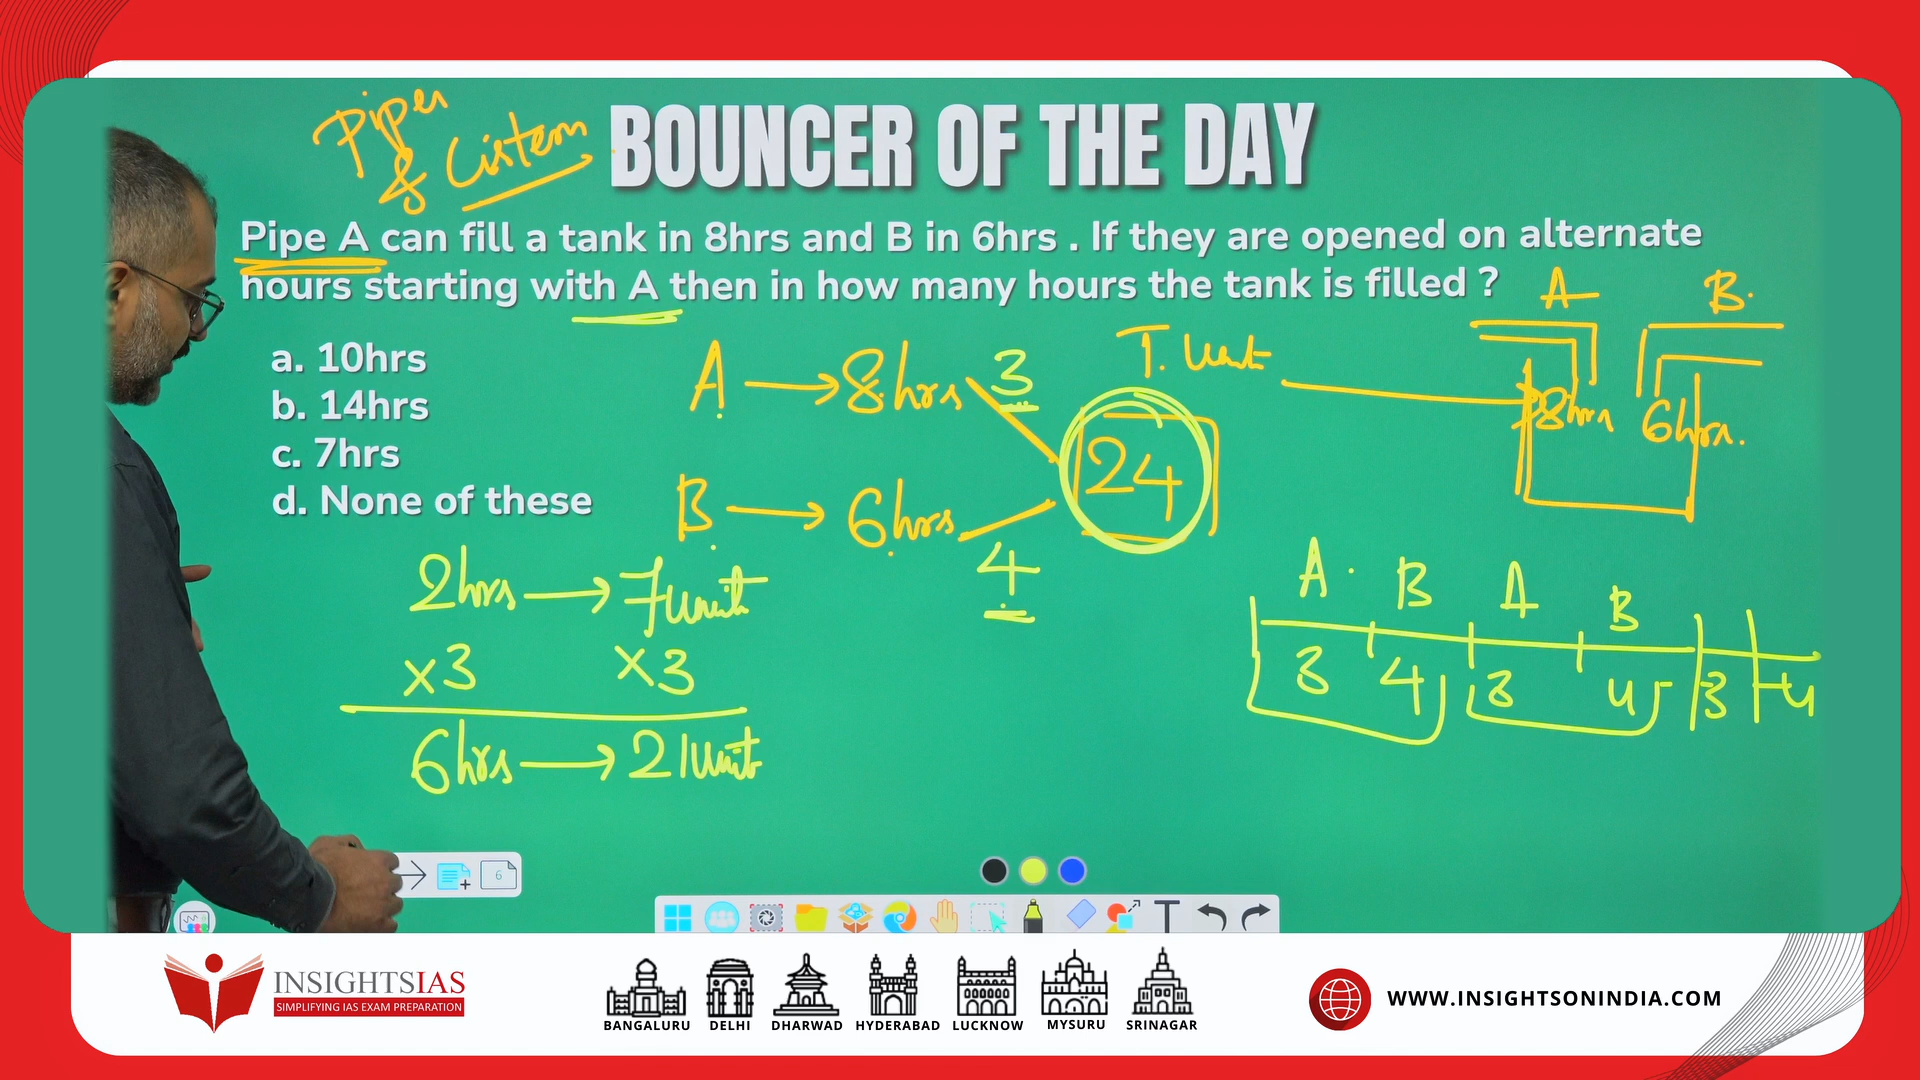 Pipes
& Cistern
BOUNCER OF THE DAY
Pipe A can fill a tank in 8hrs and B in 6hrs . If they are opened on alternate
hours starting with A then in how many hours the tank is filled ?
a. 10hrs
b. 14hrs
c. 7hrs
d. None of these
A → 8hrs 3
24
B → 6hrs 4
T. Unit
A B.
8hrs 6hrs.
2hrs → 7unit
×3 ×3
6hrs → 21unit
A. B A B
3 4 3 4 3 4
6
T
INSIGHTSIAS
SIMPLIFYING IAS EXAM PREPARATION
BANGALURU DELHI DHARWAD HYDERABAD LUCKNOW MYSURU SRINAGAR
WWW.INSIGHTSONINDIA.COM